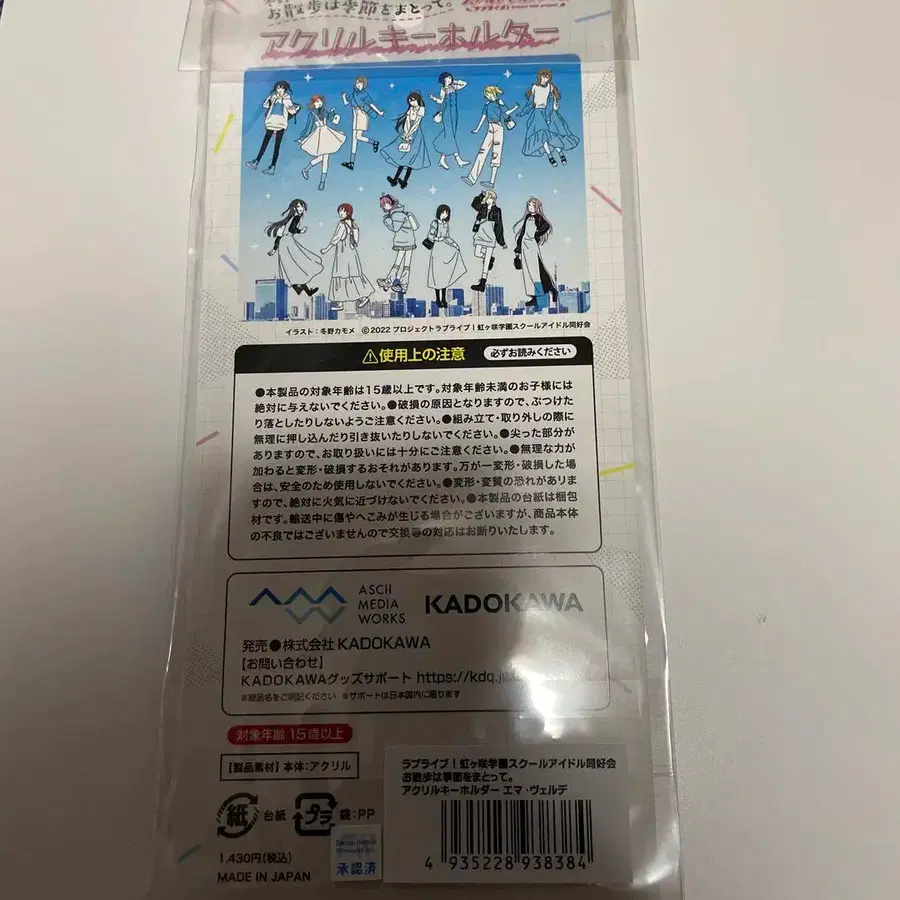 お散歩は季節をまとって。
アクリルキーホルダー
イラスト：冬野カモメ ©2022 プロジェクトラブライブ！虹ヶ咲学園スクールアイドル同好会
使用上の注意 必ずお読みください
●本製品の対象年齢は15歳以上です。対象年齢未満のお子様には
絶対に与えないでください。●破損の原因となりますので、ぶつけた
り落としたりしないようご注意ください。●組み立て・取り外しの際に
無理に押し込んだり引き抜いたりしないでください。●尖った部分が
ありますので、お取り扱いには十分にご注意ください。●無理な力が
加わると変形・破損するおそれがあります。万が一変形・破損した場
合は、安全のため使用しないでください。●変形・変質の恐れがありま
すので、絶対に火気に近づけないでください。●本製品の台紙は梱包
材です。輸送中に傷やへこみが生じる場合がございますが、商品本体
の不良ではございませんので交換等の対応はお断りいたします。
ASCII
MEDIA
WORKS
KADOKAWA
発売●株式会社KADOKAWA
【お問い合わせ】
KADOKAWAグッズサポート https://kdq.j
※商品名をご明記ください ※サポートは日本国内に限ります
対象年齢15歳以上
【製品素材】本体：アクリル
紙 台紙 プラ 袋：PP
1,430円（税込）
MADE IN JAPAN
承認済
ラブライブ！虹ヶ咲学園スクールアイドル同好会
お散歩は季節をまとって。
アクリルキーホルダー エマ・ヴェルデ
4 935228 938384